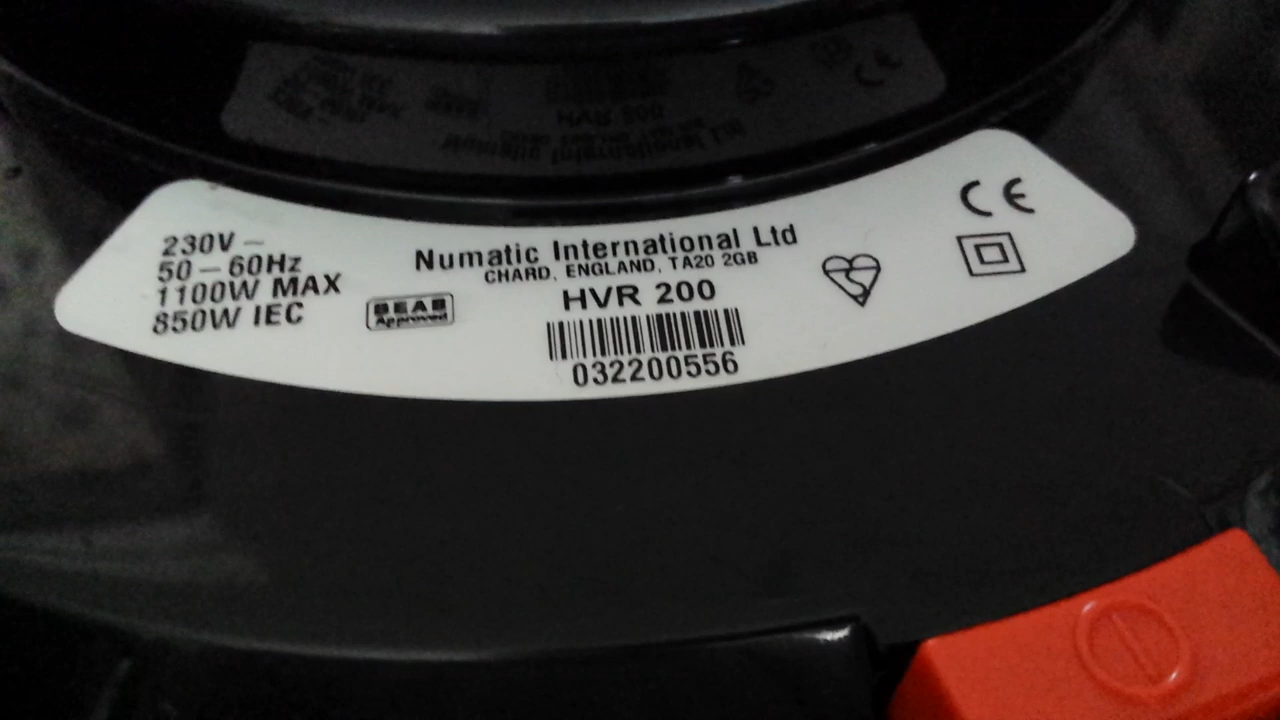 230V ~
50 – 60Hz
1100W MAX
850W IEC
BEAB
Approved
Numatic International Ltd
CHARD, ENGLAND, TA20 2GB
HVR 200
032200556
CE